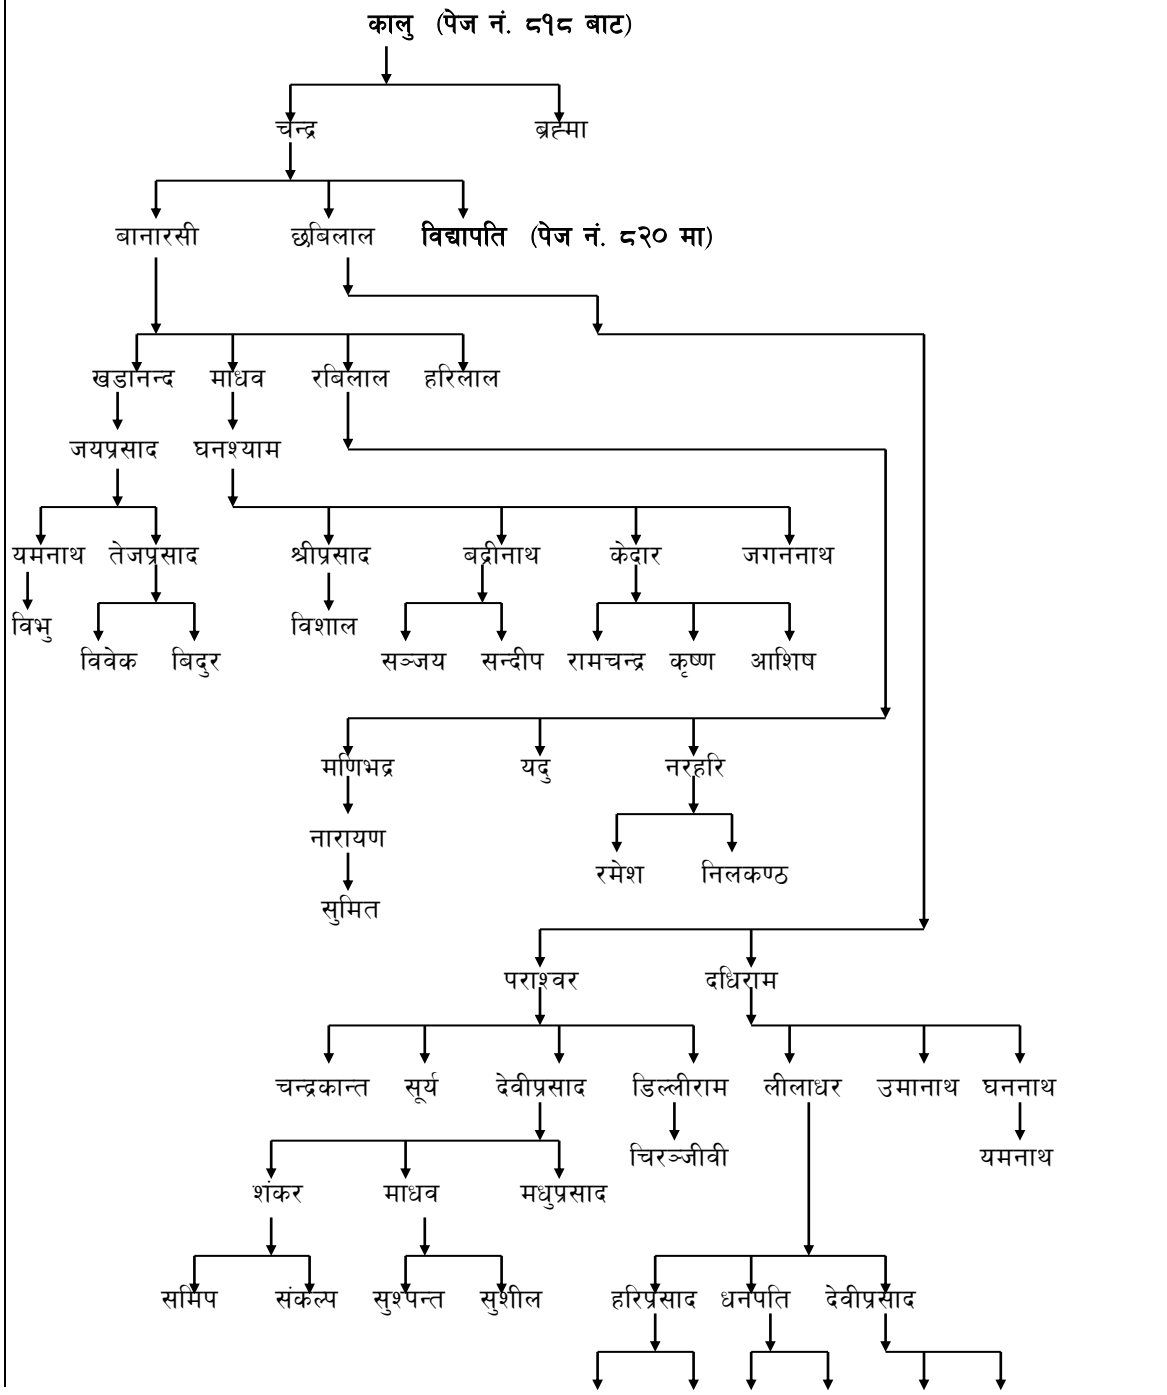 कालु (पेज नं. ८१८ बाट)
चन्द्र ब्रह्मा
बानारसी छबिलाल विद्यापति (पेज नं. ८२० मा)
खडानन्द माधव रबिलाल हरिलाल
जयप्रसाद घनश्याम
यमनाथ तेजप्रसाद श्रीप्रसाद बद्रीनाथ केदार जगननाथ
विभु विशाल
विवेक बिदुर सञ्जय सन्दीप रामचन्द्र कृष्ण आशिष
मणिभद्र यदु नरहरि
नारायण
रमेश निलकण्ठ
सुमित
पराश्वर दधिराम
चन्द्रकान्त सूर्य देवीप्रसाद डिल्लीराम लीलाधर उमानाथ घननाथ
चिरञ्जीवी यमनाथ
शंकर माधव मधुप्रसाद
समिप संकल्प सुश्पन्त सुशील हरिप्रसाद धनपति देवीप्रसाद